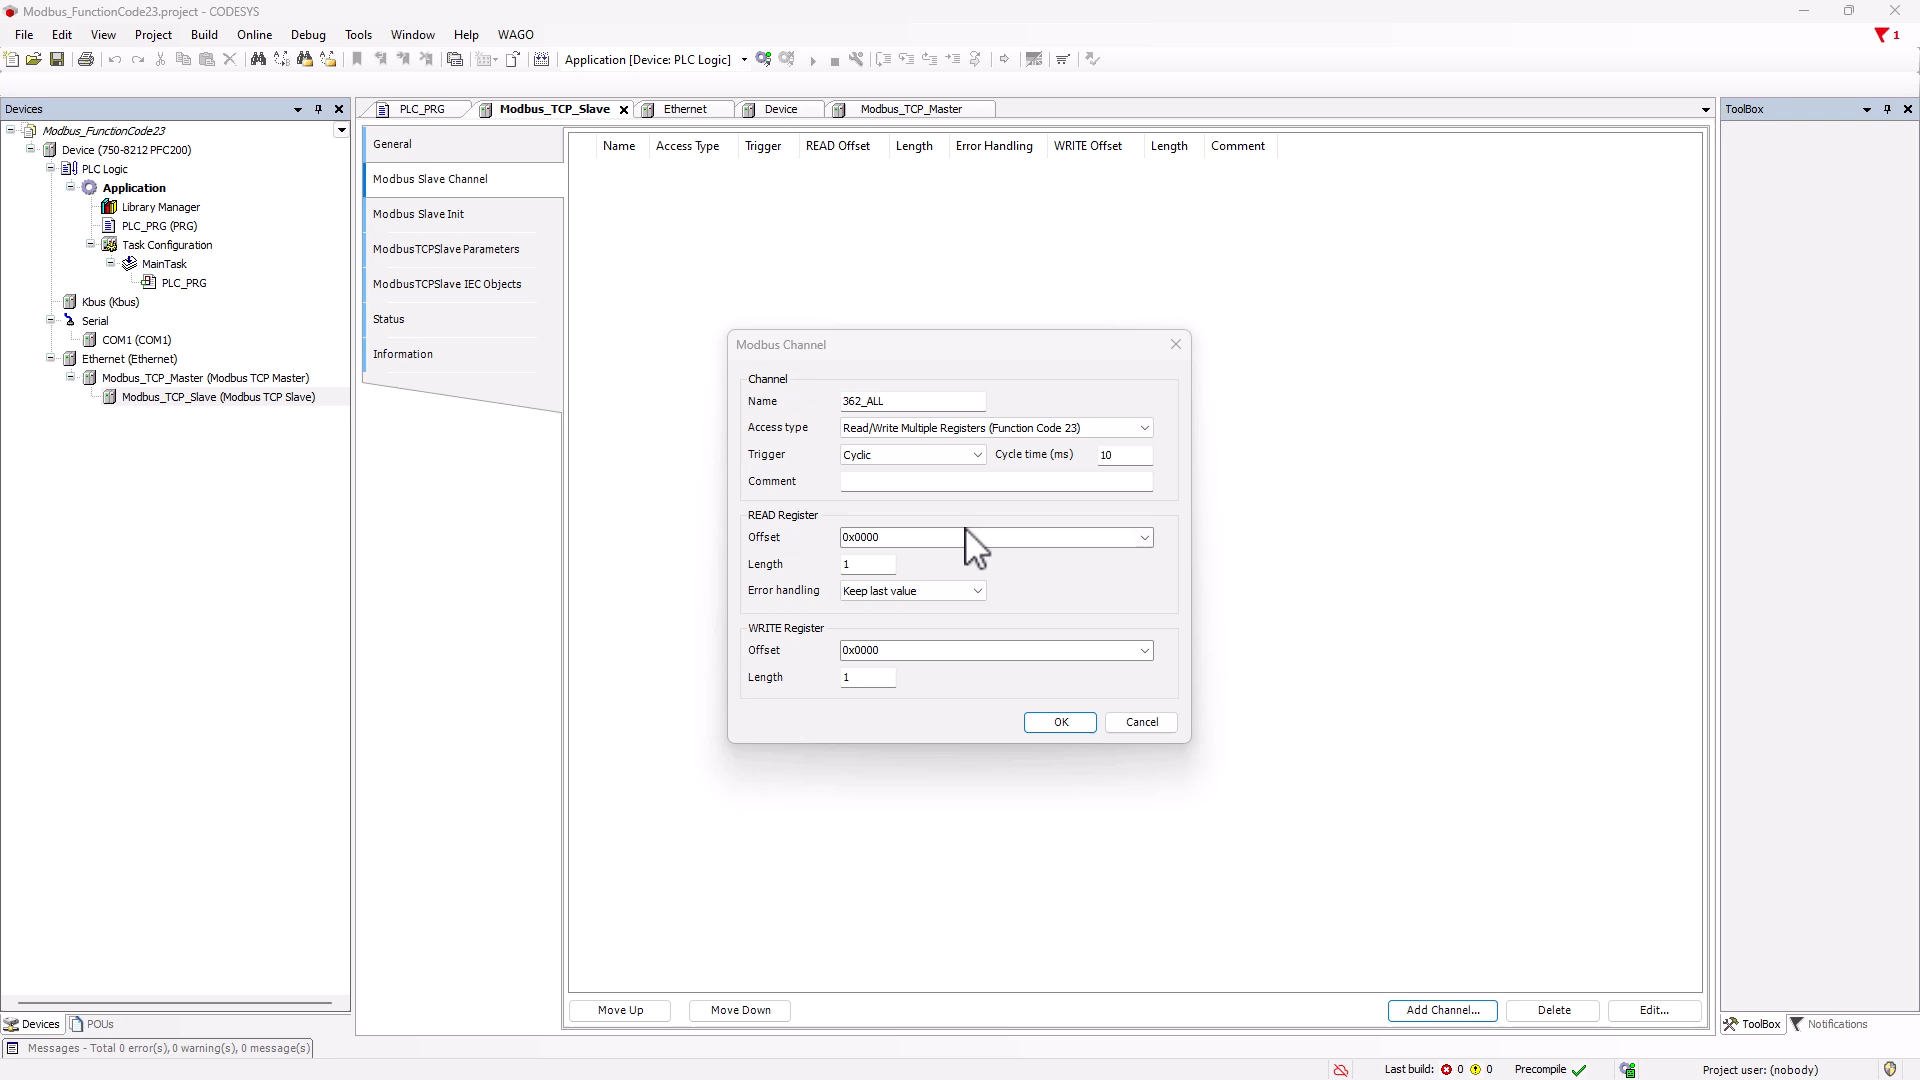 Modbus_FunctionCode23.project - CODESYS
File Edit View Project Build Online Debug Tools Window Help WAGO
1
Application [Device: PLC Logic]
Devices
Modbus_FunctionCode23
Device (750-8212 PFC200)
PLC Logic
Application
Library Manager
PLC_PRG (PRG)
Task Configuration
MainTask
PLC_PRG
Kbus (Kbus)
Serial
COM1 (COM1)
Ethernet (Ethernet)
Modbus_TCP_Master (Modbus TCP Master)
Modbus_TCP_Slave (Modbus TCP Slave)
Devices POUs
PLC_PRG Modbus_TCP_Slave Ethernet Device Modbus_TCP_Master
General
Modbus Slave Channel
Modbus Slave Init
ModbusTCPSlave Parameters
ModbusTCPSlave IEC Objects
Status
Information
Name Access Type Trigger READ Offset Length Error Handling WRITE Offset Length Comment
Modbus Channel
Channel
Name 362_ALL
Access type Read/Write Multiple Registers (Function Code 23)
Trigger Cyclic Cycle time (ms) 10
Comment
READ Register
Offset 0x0000
Length 1
Error handling Keep last value
WRITE Register
Offset 0x0000
Length 1
OK Cancel
Move Up Move Down Add Channel... Delete Edit...
ToolBox
ToolBox Notifications
Messages - Total 0 error(s), 0 warning(s), 0 message(s)
Last build: 0 0 Precompile Project user: (nobody)